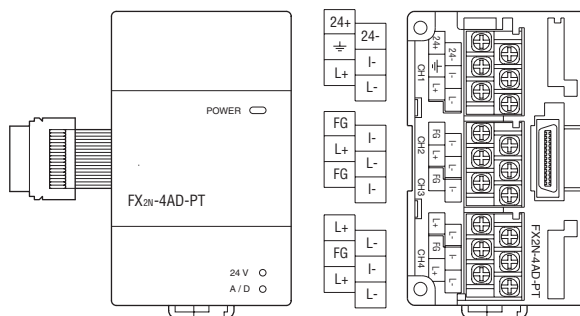 POWER
FX2N-4AD-PT
24 V
A / D
24+
24-
I-
L+
L-
FG
I-
L+
L-
FG
I-
L+
L-
FG
I-
L+
L-
CH1
24+
24-
I-
L+
L-
CH2
FG
I-
L+
L-
CH3
FG
I-
CH4
L+
L-
FG
I-
L+
L-
FX2N-4AD-PT